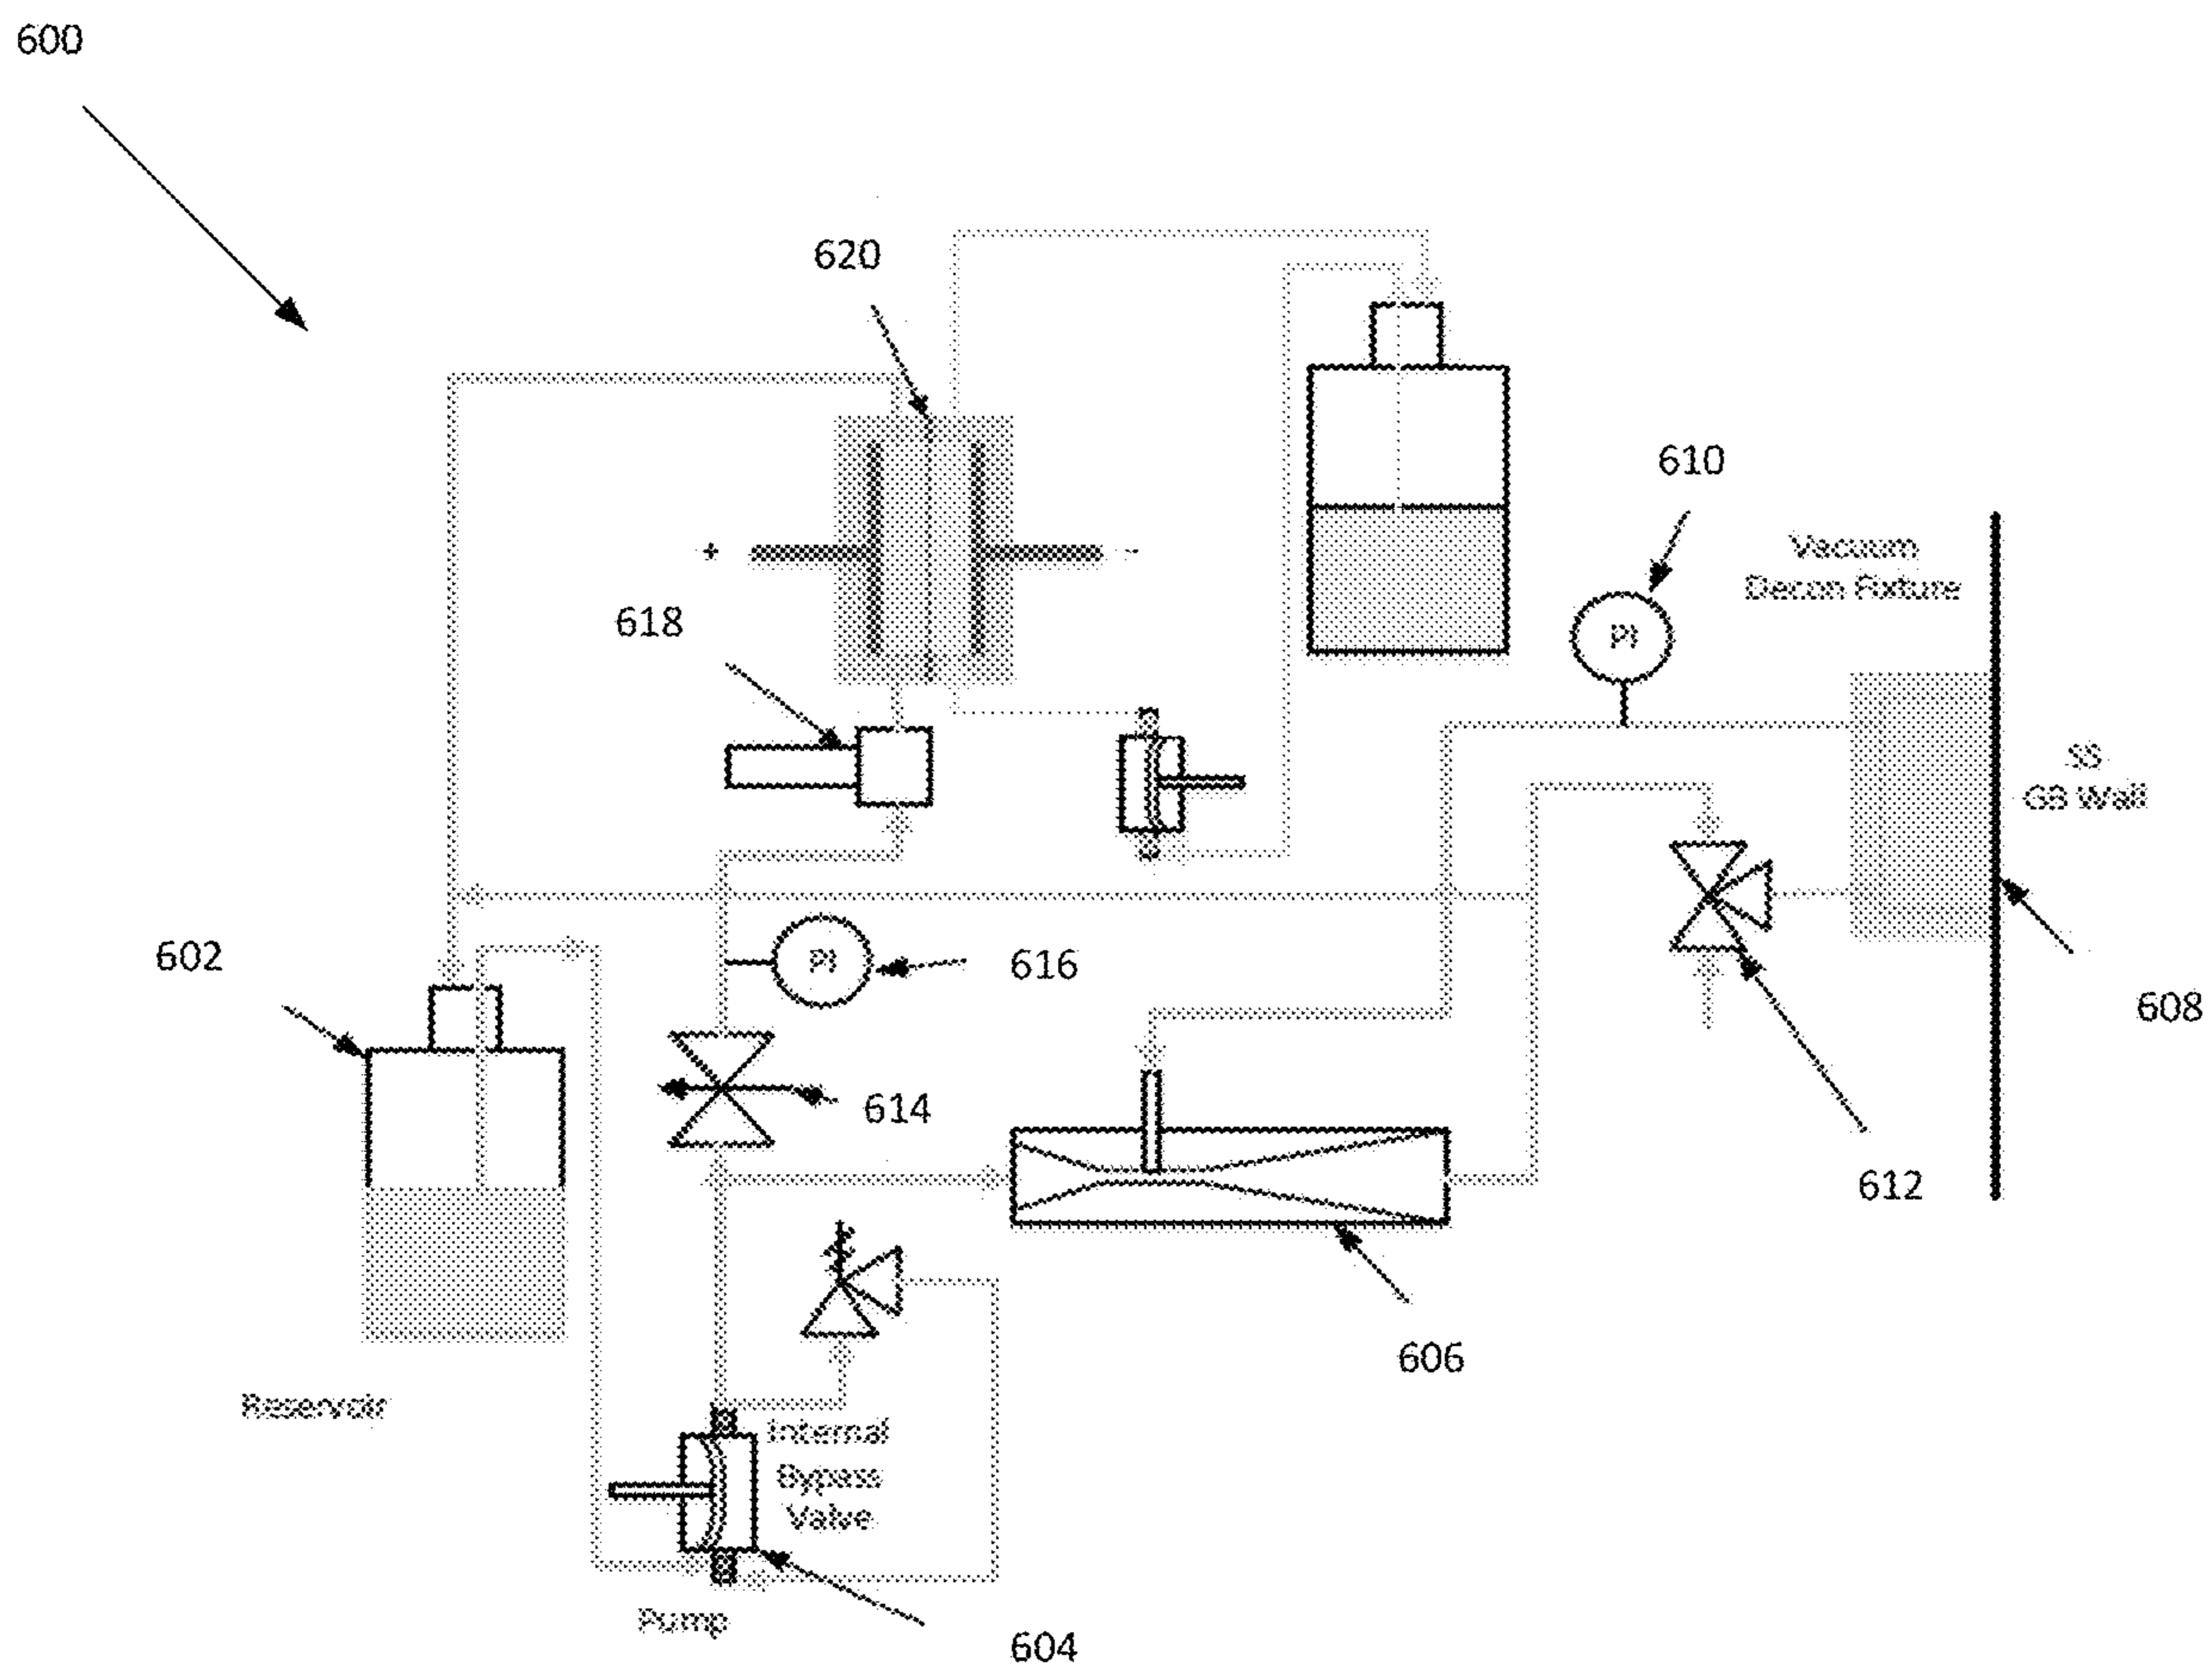 600
620
610
Vacuum
Decon Fixture
+
-
PI
618
SS
GB Wall
602
PI
616
608
614
612
606
Reservoir
Internal
Bypass
Valve
Pump
604